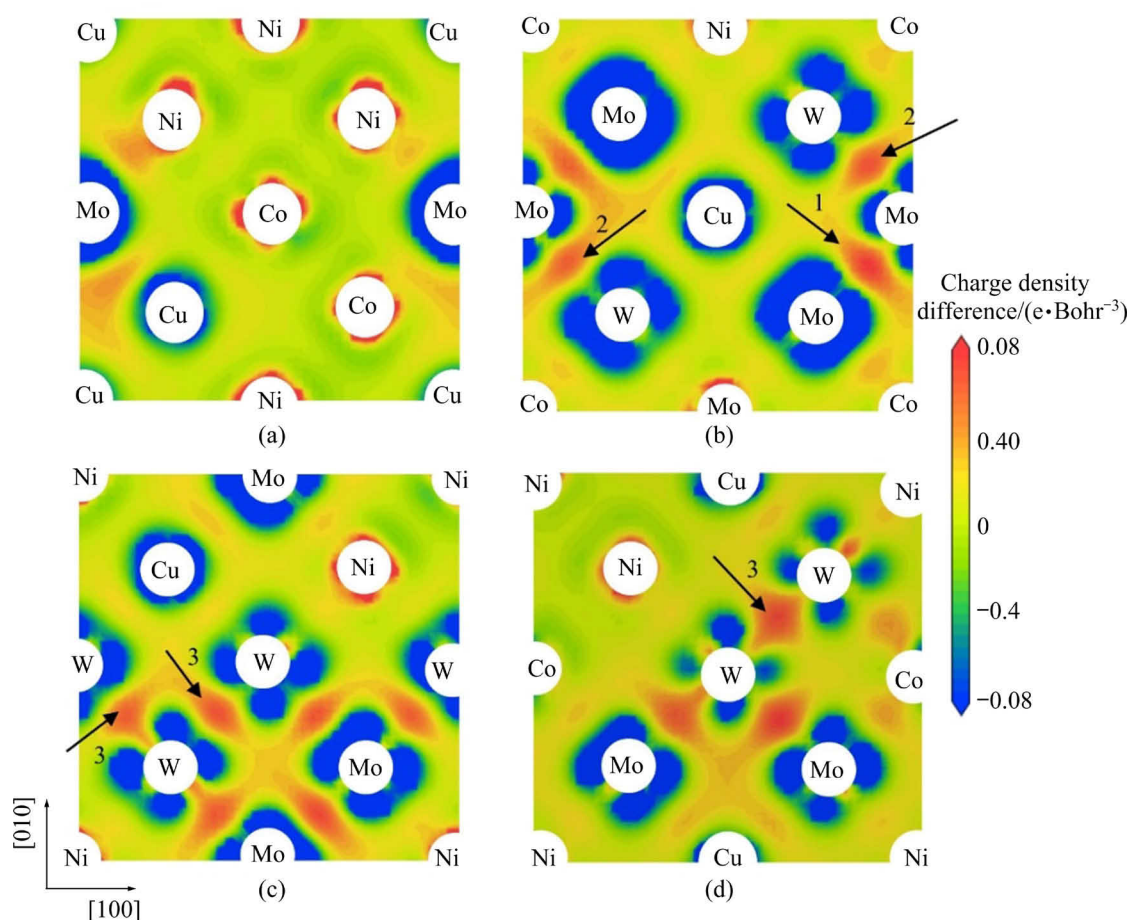 Cu Ni Cu
Ni Ni
Mo Co Mo
Cu Co
Cu Ni Cu
(a)
Co Ni Co
Mo W
2
Mo 2 Cu 1 Mo
W Mo
Co Mo Co
(b)
Charge density
difference/(e•Bohr⁻³)
0.08
0.40
0
−0.4
−0.08
Ni Mo Ni
Cu Ni
W 3 W W
3 W Mo
Ni Mo Ni
(c)
Ni Cu Ni
Ni 3 W
Co W Co
Mo Mo
Ni Cu Ni
(d)
[010]
[100]